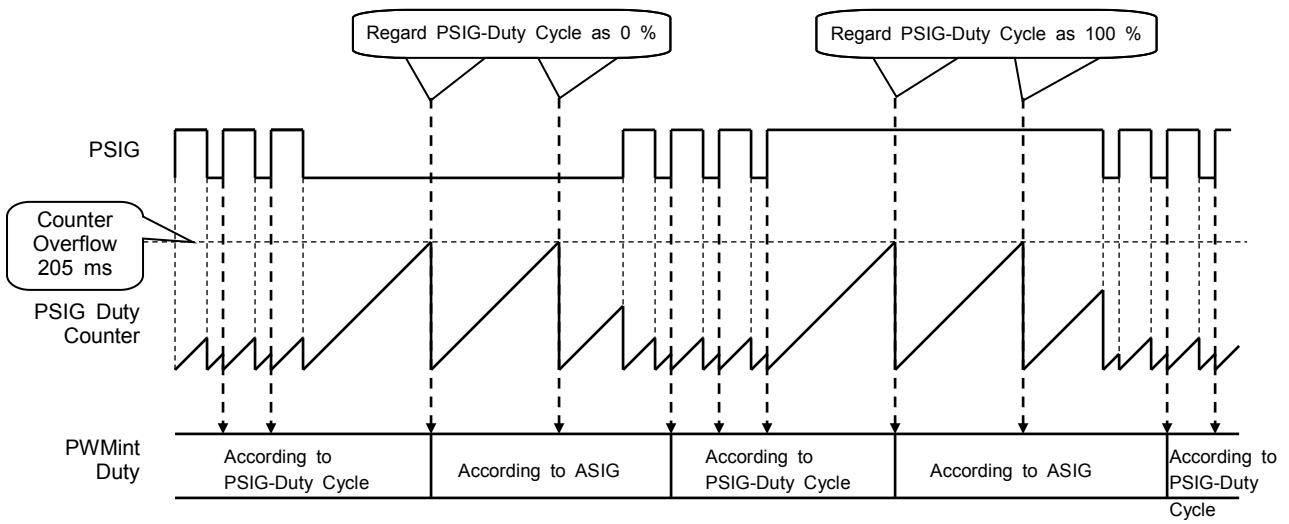 Regard PSIG-Duty Cycle as 0 %
Regard PSIG-Duty Cycle as 100 %
PSIG
Counter
Overflow
205 ms
PSIG Duty
Counter
PWMint
Duty
According to
PSIG-Duty Cycle
According to ASIG
According to
PSIG-Duty Cycle
According to ASIG
According to
PSIG-Duty
Cycle